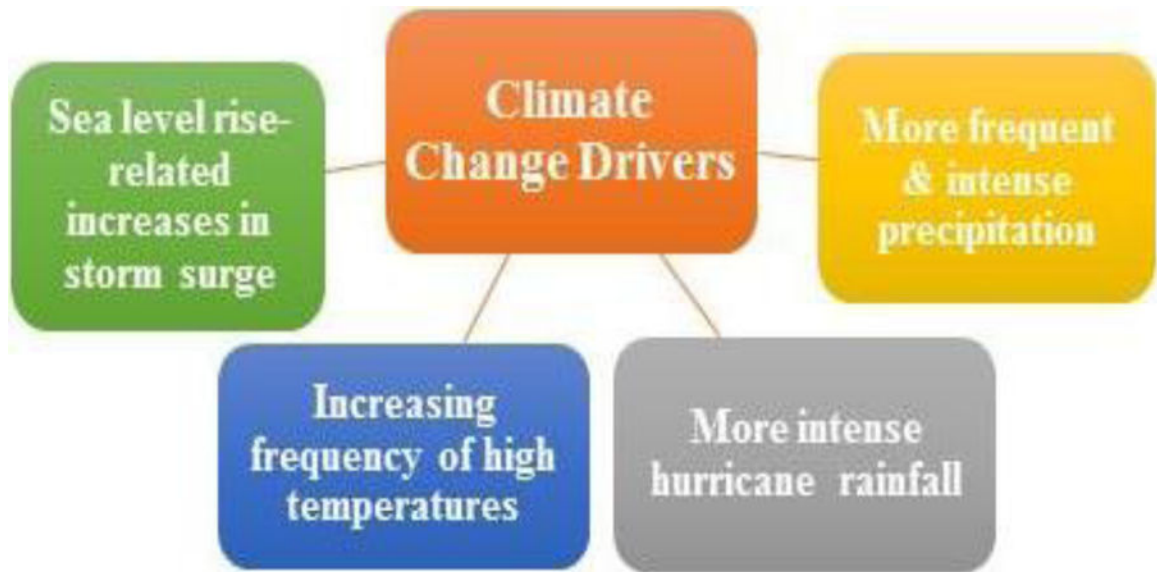 Climate
Change Drivers
Sea level rise-
related
increases in
storm surge
More frequent
& intense
precipitation
Increasing
frequency of high
temperatures
More intense
hurricane rainfall